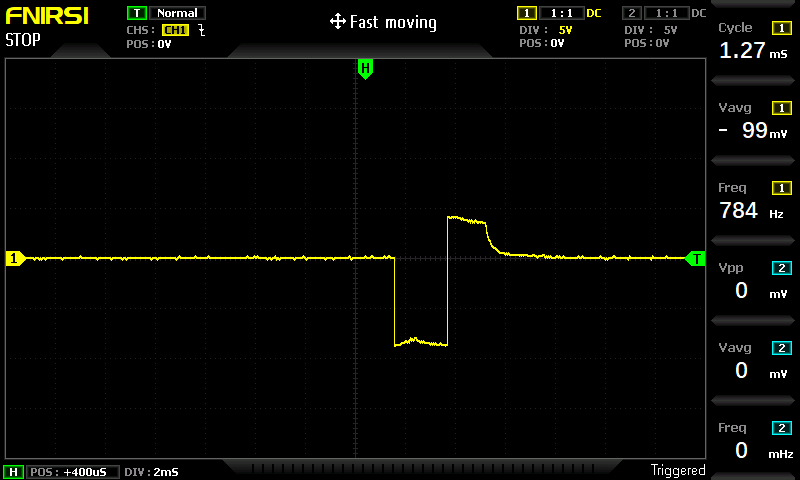 FNIRSI
STOP
T Normal
CHS: CH1
POS: 0V
Fast moving
1 1:1 DC
DIV: 5V
POS: 0V
2 1:1 DC
DIV: 5V
POS: 0V
H
1
T
Cycle 1
1.27 mS
Vavg 1
- 99 mV
Freq 1
784 Hz
Vpp 2
0 mV
Vavg 2
0 mV
Freq 2
0 mHz
H POS: +400uS DIV: 2mS
Triggered